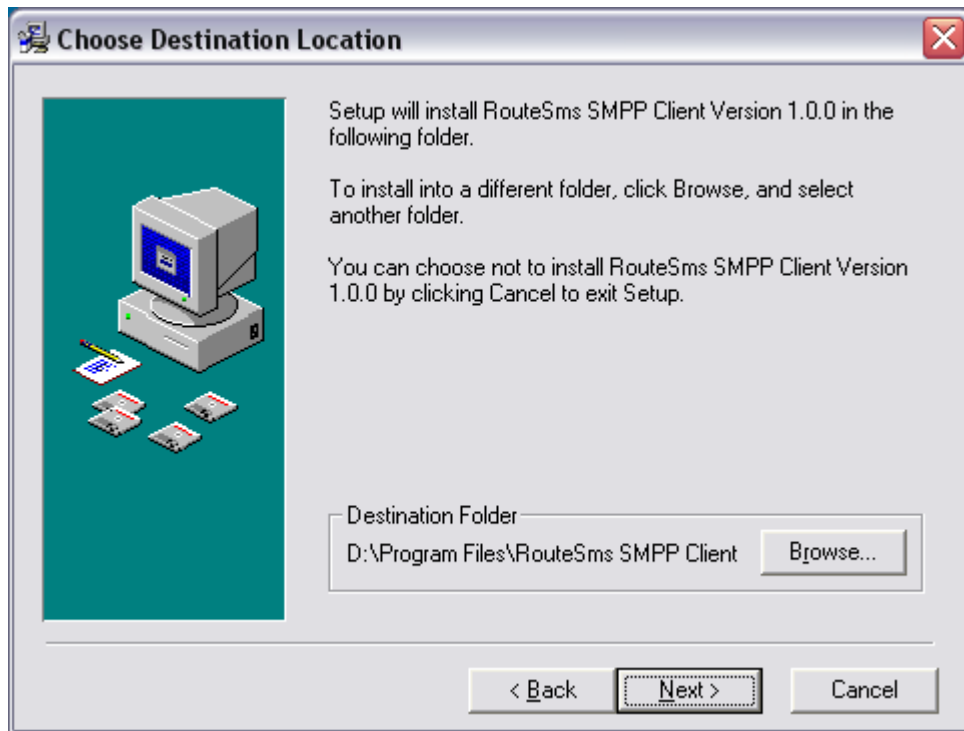 Choose Destination Location
Setup will install RouteSms SMPP Client Version 1.0.0 in the
following folder.
To install into a different folder, click Browse, and select
another folder.
You can choose not to install RouteSms SMPP Client Version
1.0.0 by clicking Cancel to exit Setup.
Destination Folder
D:\Program Files\RouteSms SMPP Client
Browse...
< Back
Next >
Cancel